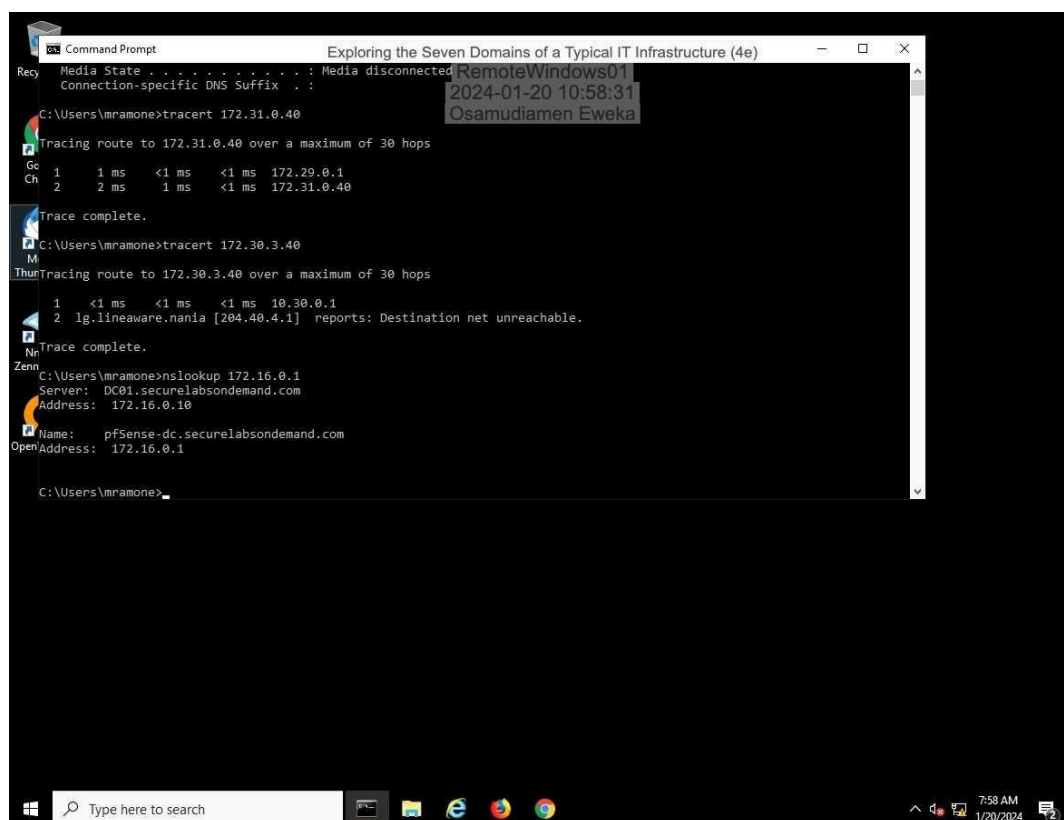 Command Prompt
Exploring the Seven Domains of a Typical IT Infrastructure (4e)
RemoteWindows01
2024-01-20 10:58:31
Osamudiamen Eweka
Media State . . . . . . . . . . . : Media disconnected
Connection-specific DNS Suffix  . :
C:\Users\mramone>tracert 172.31.0.40
Tracing route to 172.31.0.40 over a maximum of 30 hops
1     1 ms    <1 ms    <1 ms  172.29.0.1
2     2 ms     1 ms    <1 ms  172.31.0.40
Trace complete.
C:\Users\mramone>tracert 172.30.3.40
Tracing route to 172.30.3.40 over a maximum of 30 hops
1    <1 ms    <1 ms    <1 ms  10.30.0.1
2  lg.lineaware.nania [204.40.4.1]  reports: Destination net unreachable.
Trace complete.
C:\Users\mramone>nslookup 172.16.0.1
Server:  DC01.securelabsondemand.com
Address:  172.16.0.10
Name:    pfSense-dc.securelabsondemand.com
Address:  172.16.0.1
C:\Users\mramone>
Recy
Go
Ch
M
Thun
Nm
Zenm
Open
Type here to search
7:58 AM
1/20/2024
2